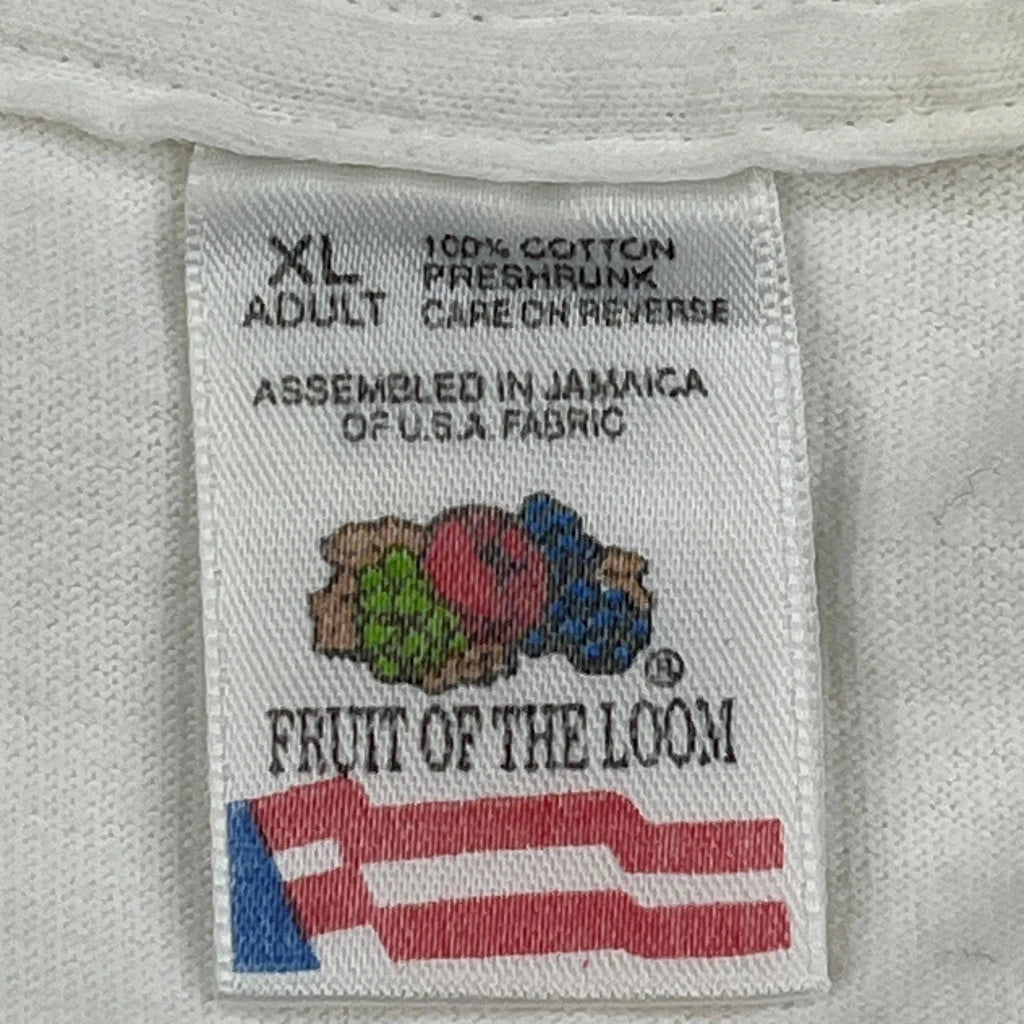 XL
ADULT
100% COTTON
PRESHRUNK
CARE ON REVERSE
ASSEMBLED IN JAMAICA
OF U.S.A. FABRIC
®
FRUIT OF THE LOOM